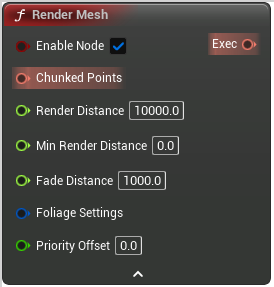 Render Mesh
Enable Node
Exec
Chunked Points
Render Distance 10000.0
Min Render Distance 0.0
Fade Distance 1000.0
Foliage Settings
Priority Offset 0.0